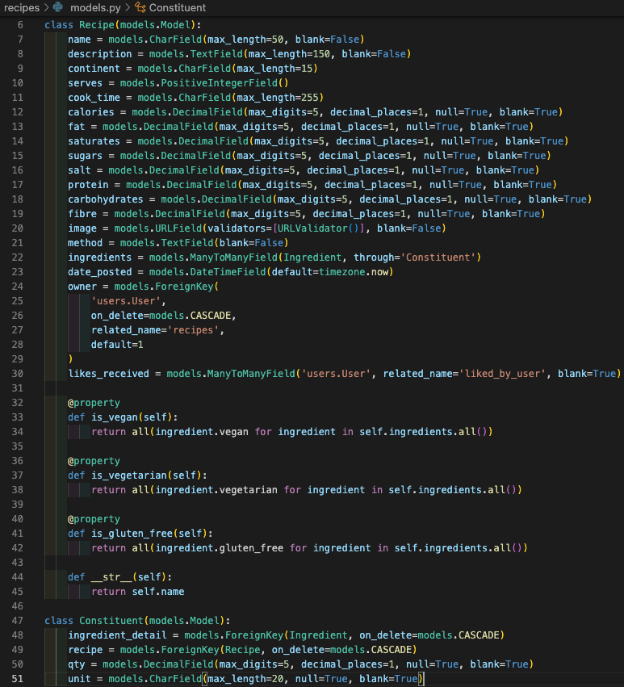 recipes > models.py > Constituent
6 class Recipe(models.Model):
7     name = models.CharField(max_length=50, blank=False)
8     description = models.TextField(max_length=150, blank=False)
9     continent = models.CharField(max_length=15)
10     serves = models.PositiveIntegerField()
11     cook_time = models.CharField(max_length=255)
12     calories = models.DecimalField(max_digits=5, decimal_places=1, null=True, blank=True)
13     fat = models.DecimalField(max_digits=5, decimal_places=1, null=True, blank=True)
14     saturates = models.DecimalField(max_digits=5, decimal_places=1, null=True, blank=True)
15     sugars = models.DecimalField(max_digits=5, decimal_places=1, null=True, blank=True)
16     salt = models.DecimalField(max_digits=5, decimal_places=1, null=True, blank=True)
17     protein = models.DecimalField(max_digits=5, decimal_places=1, null=True, blank=True)
18     carbohydrates = models.DecimalField(max_digits=5, decimal_places=1, null=True, blank=True)
19     fibre = models.DecimalField(max_digits=5, decimal_places=1, null=True, blank=True)
20     image = models.URLField(validators=[URLValidator()], blank=False)
21     method = models.TextField(blank=False)
22     ingredients = models.ManyToManyField(Ingredient, through='Constituent')
23     date_posted = models.DateTimeField(default=timezone.now)
24     owner = models.ForeignKey(
25         'users.User',
26         on_delete=models.CASCADE,
27         related_name='recipes',
28         default=1
29     )
30     likes_received = models.ManyToManyField('users.User', related_name='liked_by_user', blank=True)
31
32     @property
33     def is_vegan(self):
34         return all(ingredient.vegan for ingredient in self.ingredients.all())
35
36     @property
37     def is_vegetarian(self):
38         return all(ingredient.vegetarian for ingredient in self.ingredients.all())
39
40     @property
41     def is_gluten_free(self):
42         return all(ingredient.gluten_free for ingredient in self.ingredients.all())
43
44     def __str__(self):
45         return self.name
46
47 class Constituent(models.Model):
48     ingredient_detail = models.ForeignKey(Ingredient, on_delete=models.CASCADE)
49     recipe = models.ForeignKey(Recipe, on_delete=models.CASCADE)
50     qty = models.DecimalField(max_digits=5, decimal_places=1, null=True, blank=True)
51     unit = models.CharField(max_length=20, null=True, blank=True)